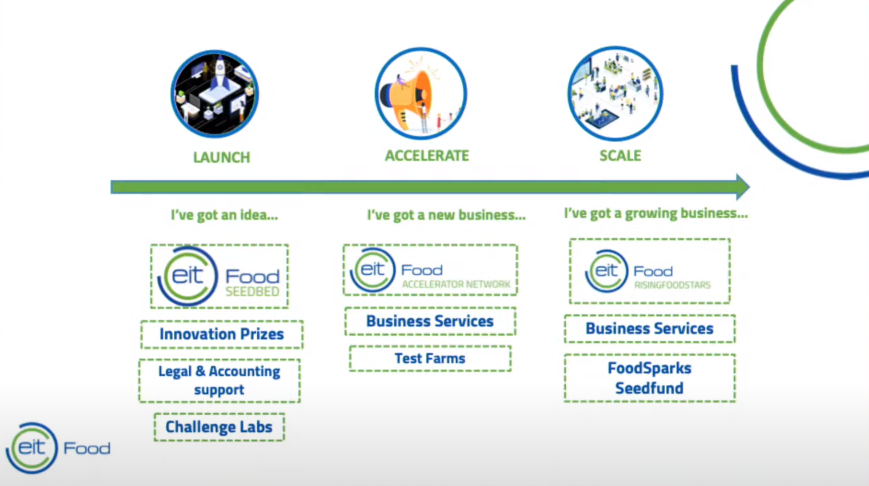 LAUNCH
ACCELERATE
SCALE
I've got an idea...
I've got a new business...
I've got a growing business...
eit Food
SEEDBED
eit Food
ACCELERATOR NETWORK
eit Food
RISINGFOODSTARS
Innovation Prizes
Business Services
Business Services
Legal & Accounting
support
Test Farms
FoodSparks
Seedfund
Challenge Labs
eit Food